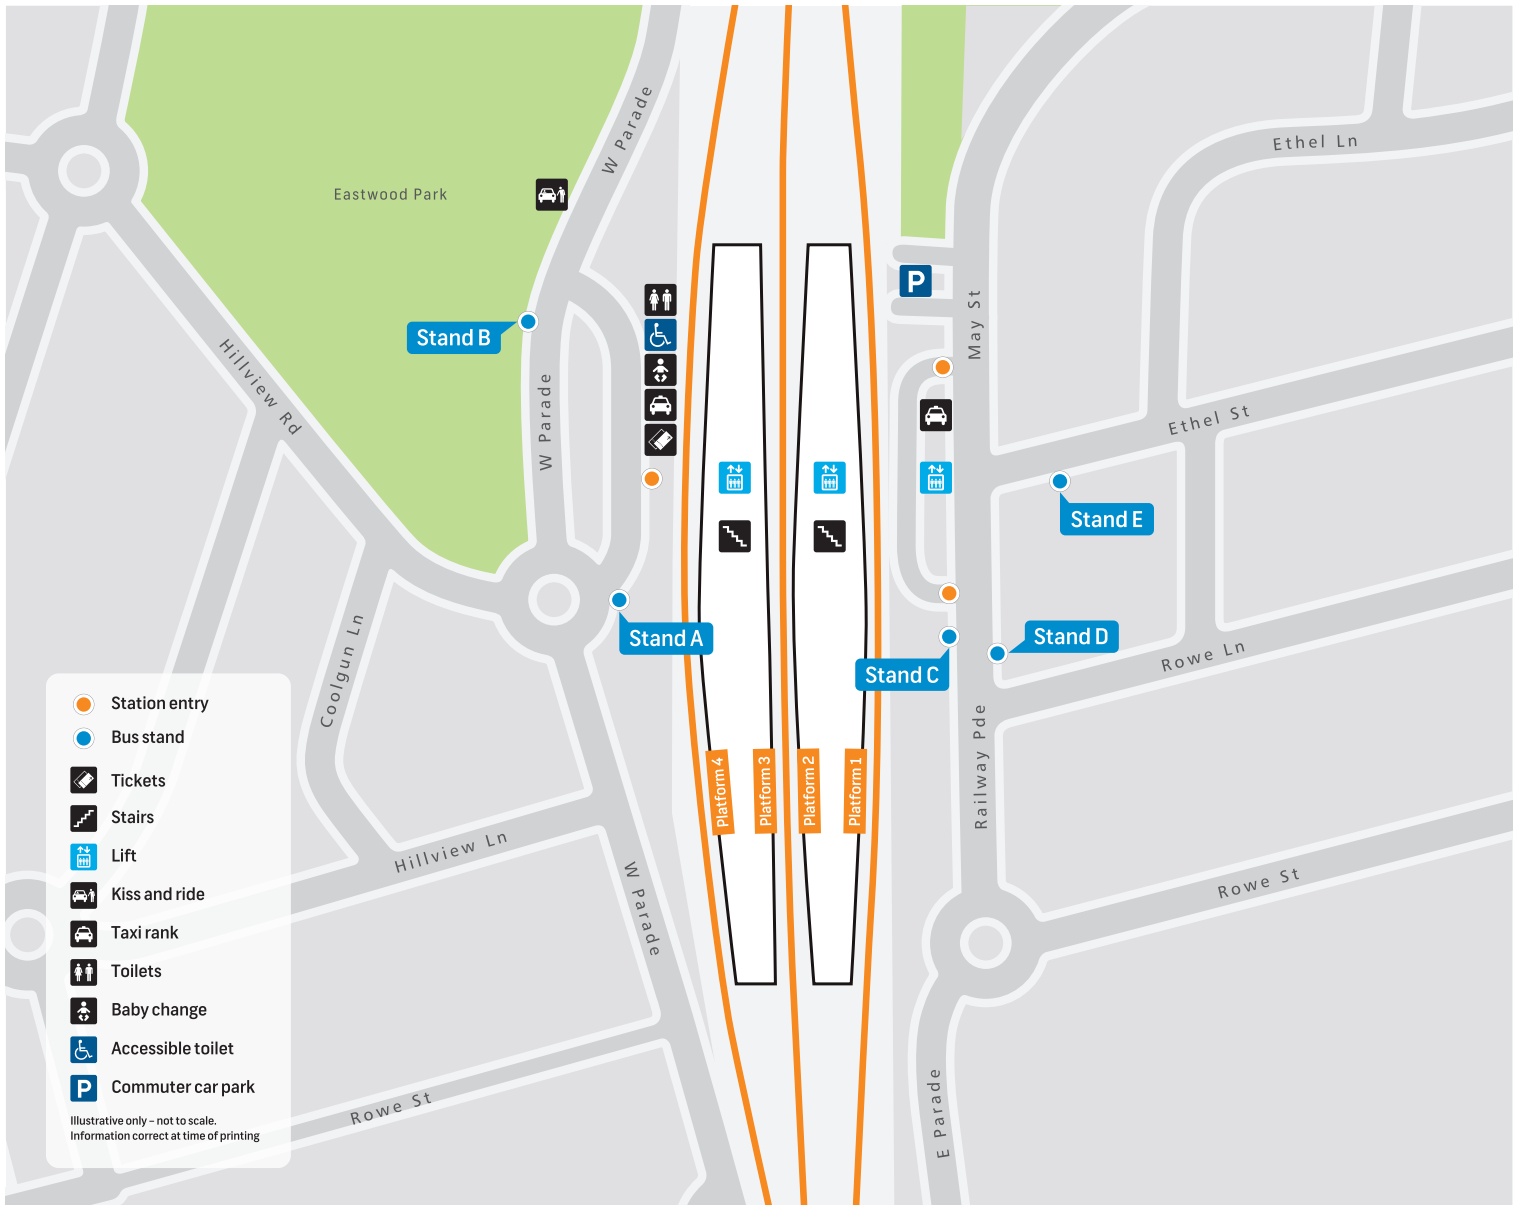 W Parade
Ethel Ln
Eastwood Park
P
May St
Stand B
Hillview Rd
W Parade
Ethel St
Stand E
Stand A
Stand D
Stand C
Rowe Ln
Coolgun Ln
Railway Pde
Platform 4
Platform 3
Platform 2
Platform 1
Hillview Ln
W Parade
Rowe St
Rowe St
E Parade
Station entry
Bus stand
Tickets
Stairs
Lift
Kiss and ride
Taxi rank
Toilets
Baby change
Accessible toilet
P Commuter car park
Illustrative only – not to scale.
Information correct at time of printing